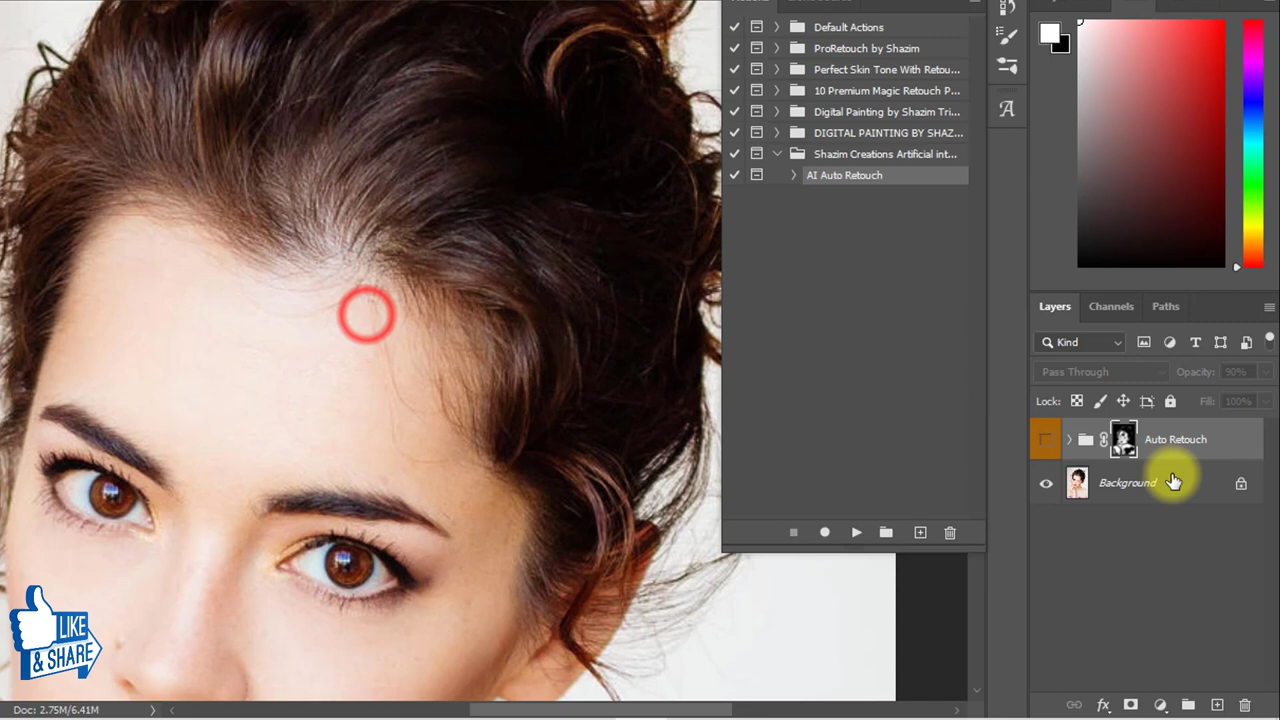 Default Actions
ProRetouch by Shazim
Perfect Skin Tone With Retou...
10 Premium Magic Retouch P...
Digital Painting by Shazim Tri...
DIGITAL PAINTING BY SHAZ...
Shazim Creations Artificial int...
AI Auto Retouch
Layers Channels Paths
Kind
Pass Through Opacity: 90%
Lock: Fill: 100%
Auto Retouch
Background
LIKE
& SHARE
Doc: 2.75M/6.41M